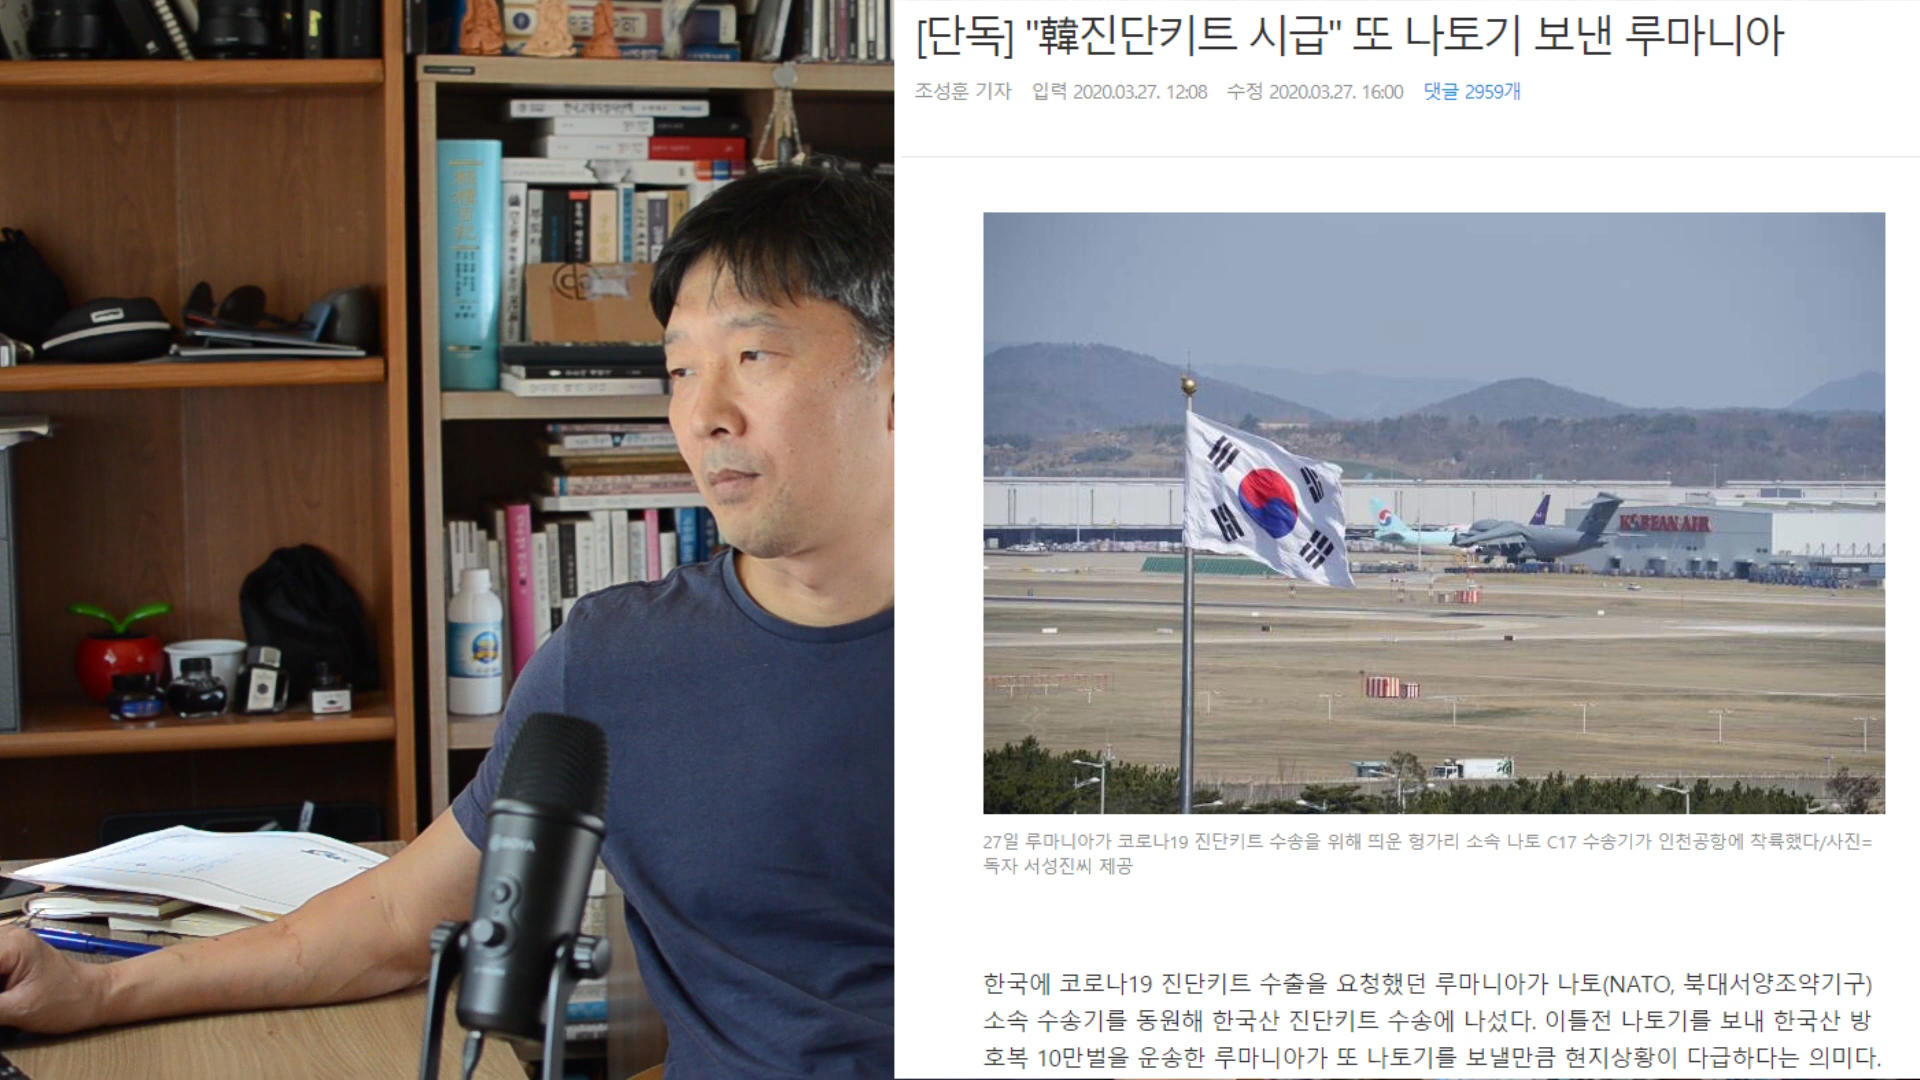 [단독] "韓진단키트 시급" 또 나토기 보낸 루마니아
조성훈 기자 입력 2020.03.27. 12:08 수정 2020.03.27. 16:00 댓글 2959개
KOREAN AIR
27일 루마니아가 코로나19 진단키트 수송을 위해 띄운 헝가리 소속 나토 C17 수송기가 인천공항에 착륙했다/사진=
독자 서성진씨 제공
한국에 코로나19 진단키트 수출을 요청했던 루마니아가 나토(NATO, 북대서양조약기구)
소속 수송기를 동원해 한국산 진단키트 수송에 나섰다. 이틀전 나토기를 보내 한국산 방
호복 10만벌을 운송한 루마니아가 또 나토기를 보낼만큼 현지상황이 다급하다는 의미다.